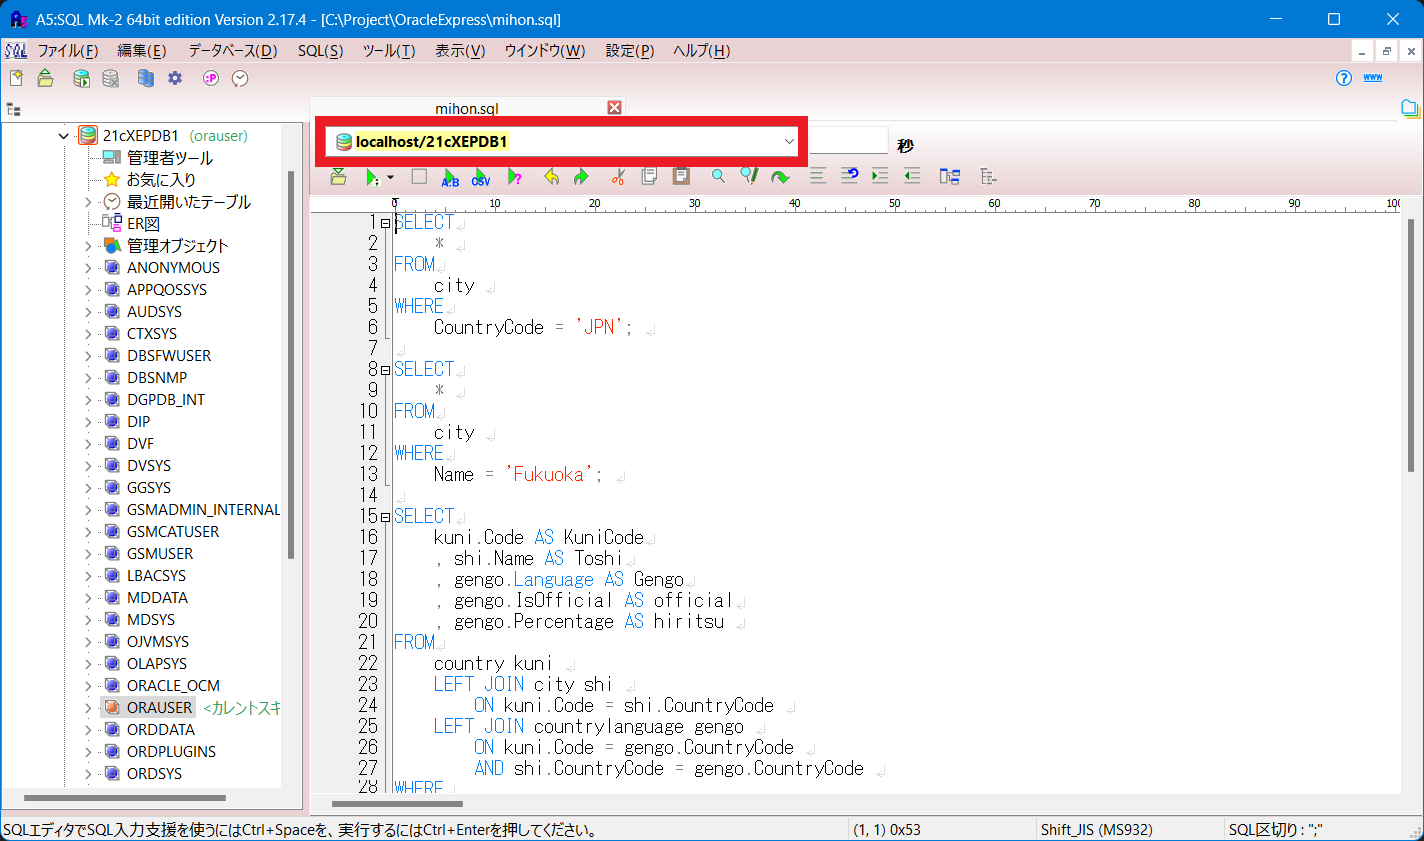 A5:SQL Mk-2 64bit edition Version 2.17.4 - [C:\Project\OracleExpress\mihon.sql]
SQL ファイル(F) 編集(E) データベース(D) SQL(S) ツール(T) 表示(V) ウインドウ(W) 設定(P) ヘルプ(H)
:P ? WWW
mihon.sql
localhost/21cXEPDB1 秒
A:B CSV ?
0 10 20 30 40 50 60 70 80 90 100
21cXEPDB1 (orauser)
管理者ツール
お気に入り
最近開いたテーブル
ER図
管理オブジェクト
ANONYMOUS
APPQOSSYS
AUDSYS
CTXSYS
DBSFWUSER
DBSNMP
DGPDB_INT
DIP
DVF
DVSYS
GGSYS
GSMADMIN_INTERNAL
GSMCATUSER
GSMUSER
LBACSYS
MDDATA
MDSYS
OJVMSYS
OLAPSYS
ORACLE_OCM
ORAUSER <カレントスキ
ORDDATA
ORDPLUGINS
ORDSYS
1 SELECT
2 *
3 FROM
4 city
5 WHERE
6 CountryCode = 'JPN';
7
8 SELECT
9 *
10 FROM
11 city
12 WHERE
13 Name = 'Fukuoka';
14
15 SELECT
16 kuni.Code AS KuniCode
17 , shi.Name AS Toshi
18 , gengo.Language AS Gengo
19 , gengo.IsOfficial AS official
20 , gengo.Percentage AS hiritsu
21 FROM
22 country kuni
23 LEFT JOIN city shi
24 ON kuni.Code = shi.CountryCode
25 LEFT JOIN countrylanguage gengo
26 ON kuni.Code = gengo.CountryCode
27 AND shi.CountryCode = gengo.CountryCode
28 WHERE
SQLエディタでSQL入力支援を使うにはCtrl+Spaceを、実行するにはCtrl+Enterを押してください。 (1, 1) 0x53 Shift_JIS (MS932) SQL区切り : ";"